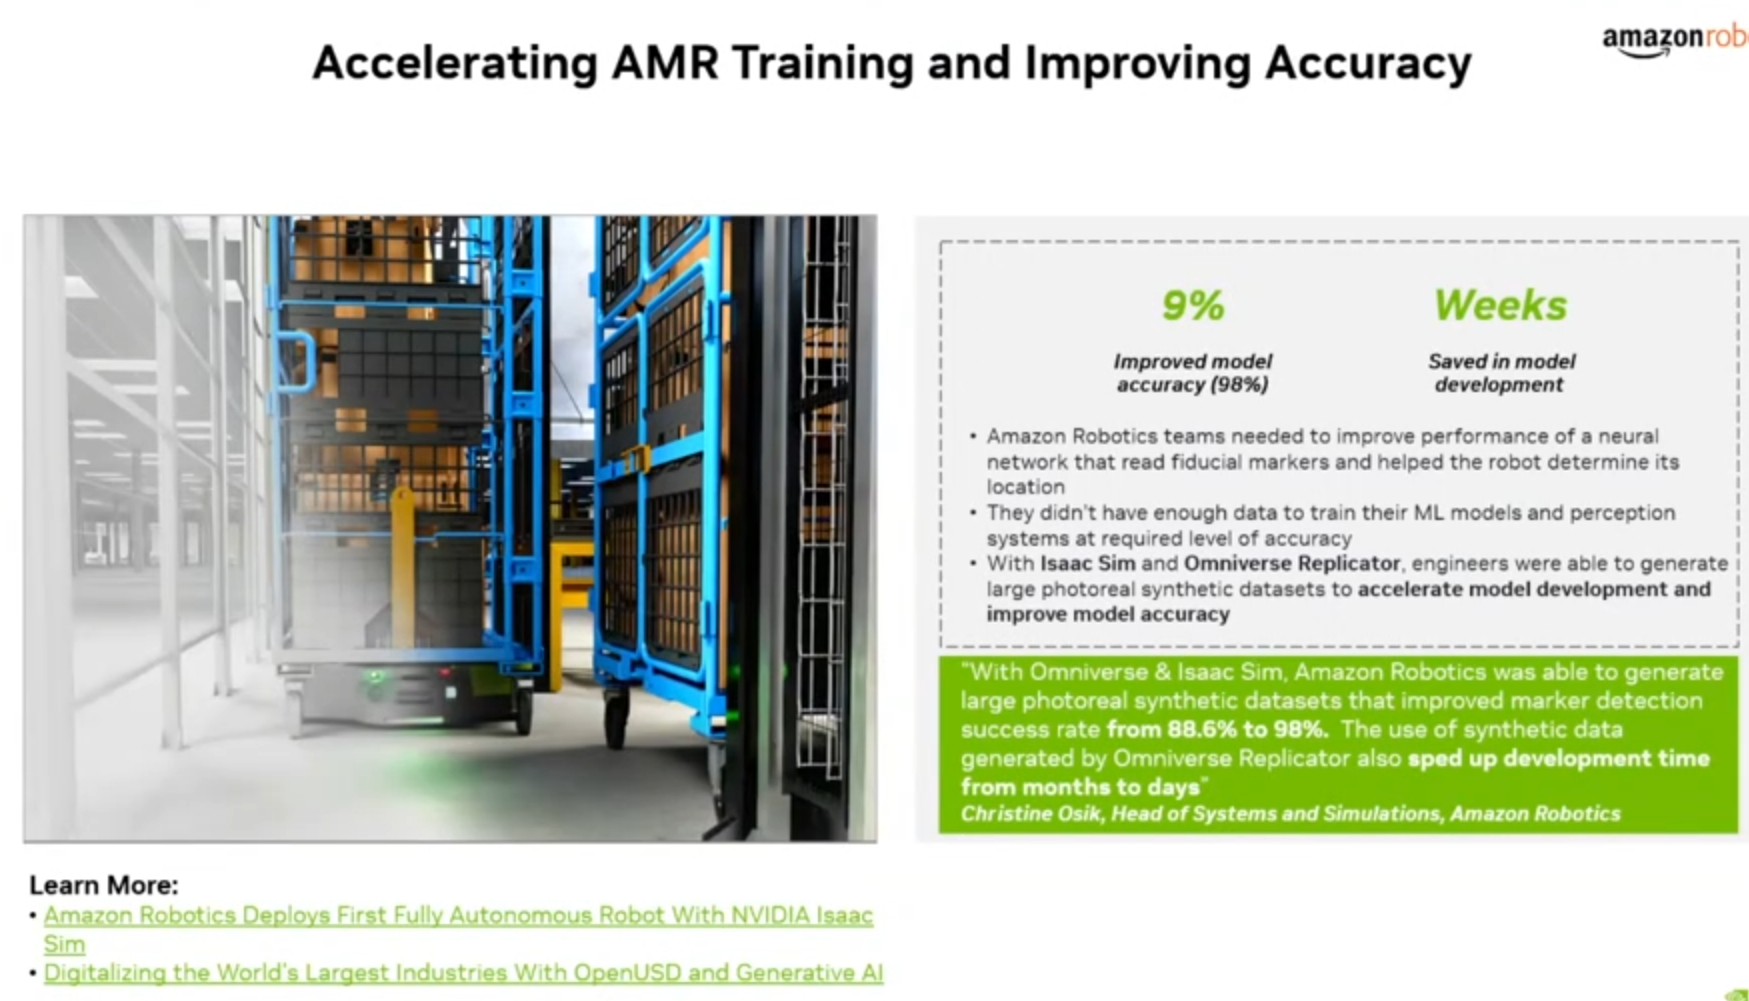 amazonrob
Accelerating AMR Training and Improving Accuracy
9%
Improved model
accuracy (98%)
Weeks
Saved in model
development
• Amazon Robotics teams needed to improve performance of a neural
network that read fiducial markers and helped the robot determine its
location
• They didn't have enough data to train their ML models and perception
systems at required level of accuracy
• With Isaac Sim and Omniverse Replicator, engineers were able to generate
large photoreal synthetic datasets to accelerate model development and
improve model accuracy
"With Omniverse & Isaac Sim, Amazon Robotics was able to generate
large photoreal synthetic datasets that improved marker detection
success rate from 88.6% to 98%. The use of synthetic data
generated by Omniverse Replicator also sped up development time
from months to days"
Christine Osik, Head of Systems and Simulations, Amazon Robotics
Learn More:
• Amazon Robotics Deploys First Fully Autonomous Robot With NVIDIA Isaac
Sim
• Digitalizing the World's Largest Industries With OpenUSD and Generative AI